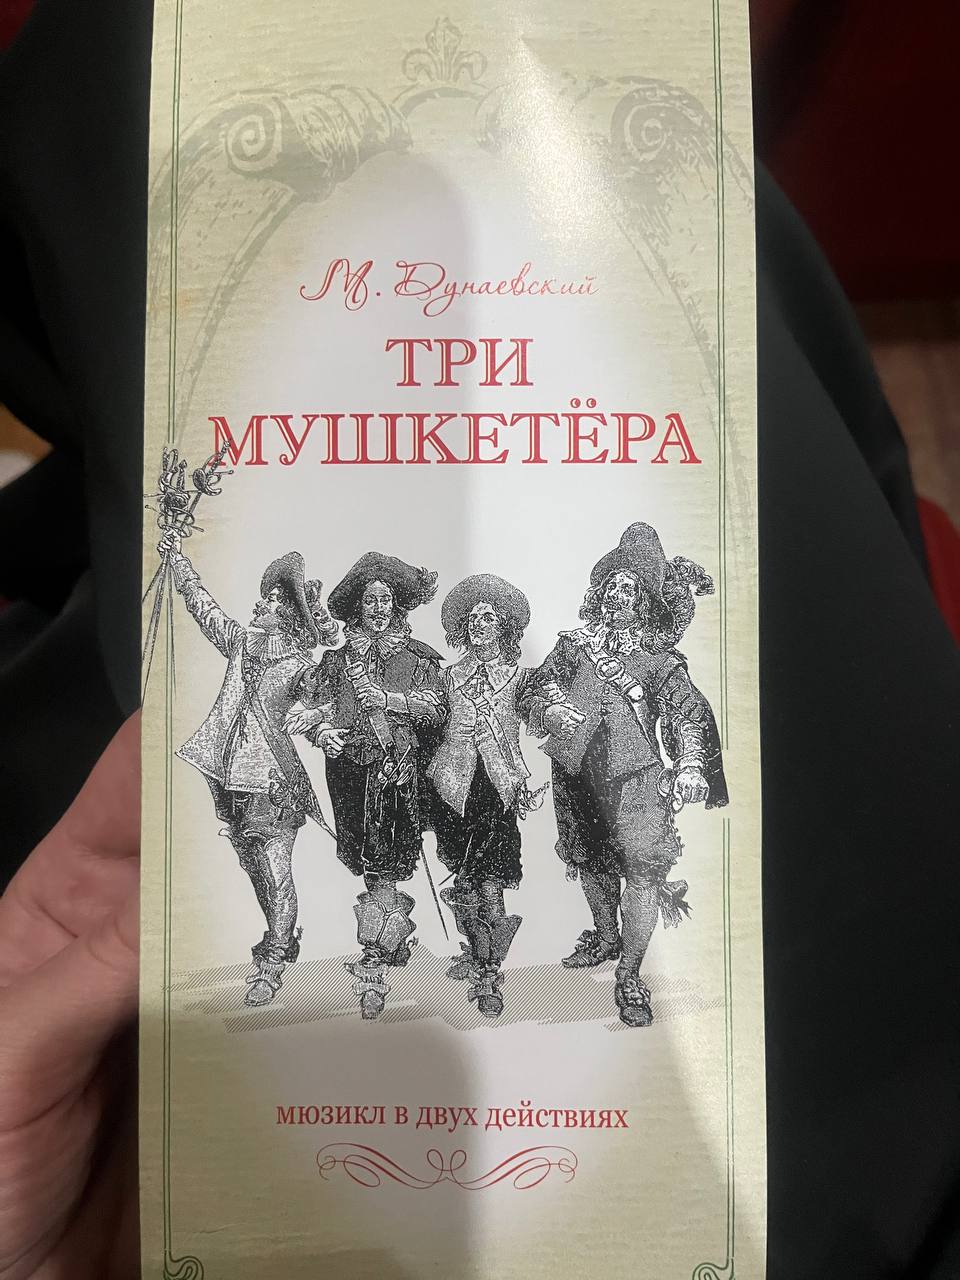 М. Дунаевский
ТРИ
МУШКЕТЁРА
мюзикл в двух действиях